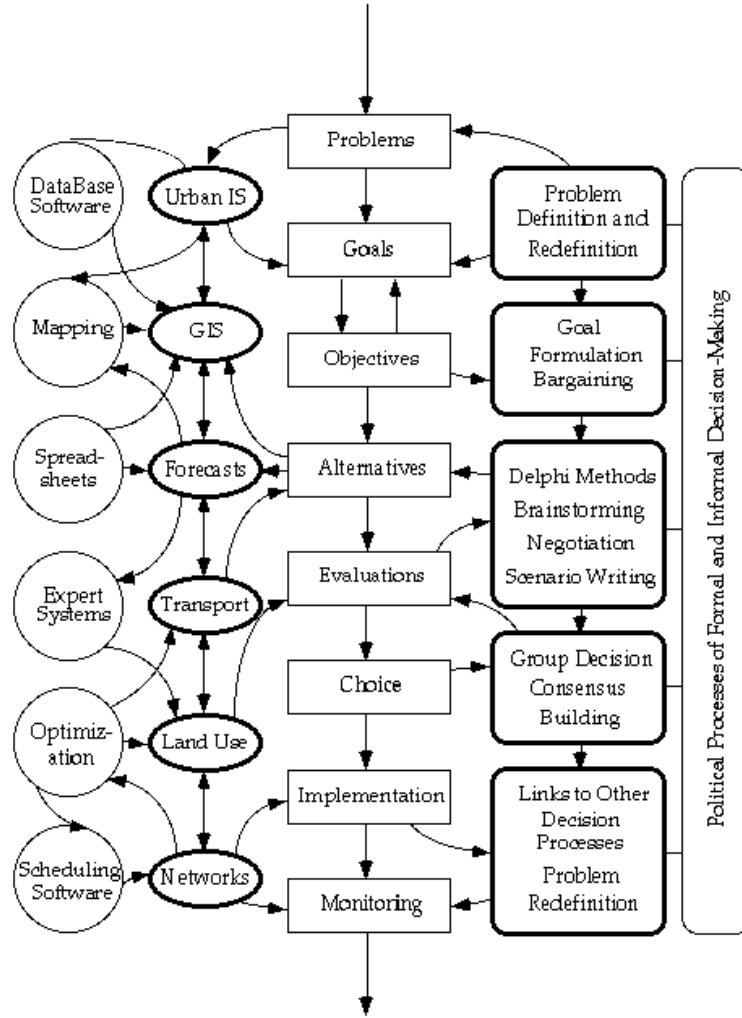 Problems
DataBase
Software
Urban IS
Problem
Definition and
Redefinition
Goals
Mapping
GIS
Objectives
Goal
Formulation
Bargaining
Spread-
sheets
Forecasts
Alternatives
Delphi Methods
Brainstorming
Negotiation
Scenario Writing
Expert
Systems
Transport
Evaluations
Group Decision
Consensus
Building
Choice
Optimiz-
ation
Land Use
Implementation
Links to Other
Decision
Processes
Problem
Redefinition
Scheduling
Software
Networks
Monitoring
Political Processes of Formal and Informal Decision-Making